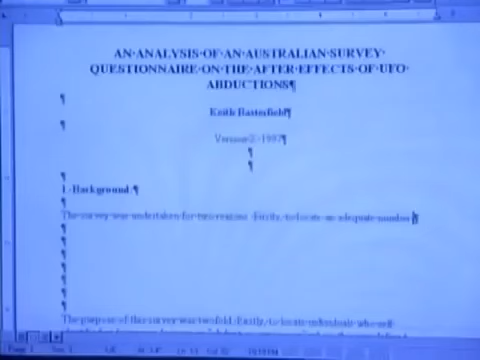 AN·ANALYSIS·OF·AN·AUSTRALIAN·SURVEY·
QUESTIONNAIRE·ON·THE·AFTER·EFFECTS·OF·UFO·
ABDUCTIONS¶
¶
Keith·Basterfield¶
¶
1997¶
¶
¶
¶
1.·Background·¶
¶
The·survey·was·undertaken·for·two·reasons.·Firstly,·to·locate·an·adequate·number
¶
¶
¶
¶
¶
¶
¶
The·purpose·of·this·survey·was·twofold.·Firstly,·to·locate·individuals·who·self-